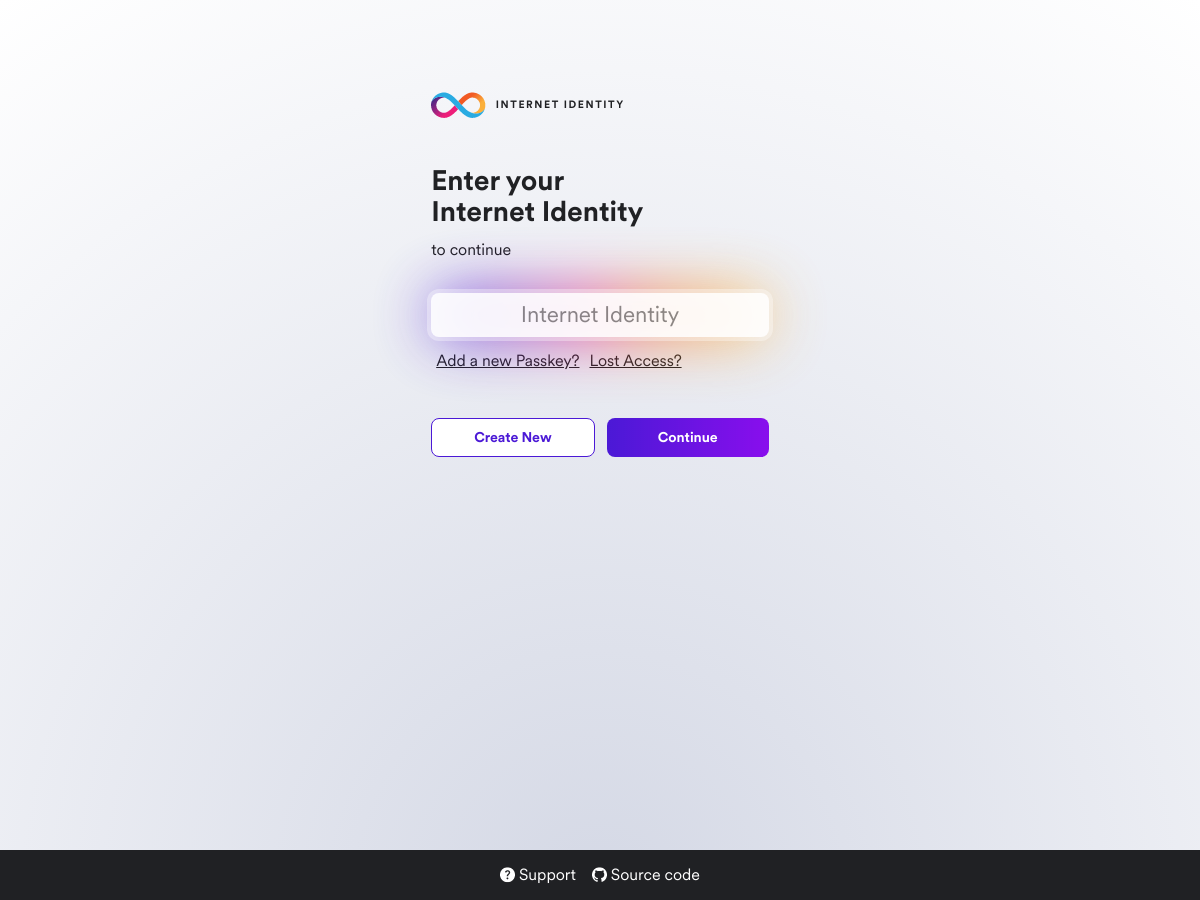 INTERNET IDENTITY
Enter your
Internet Identity
to continue
Internet Identity
Add a new Passkey? Lost Access?
Create New Continue
Support Source code